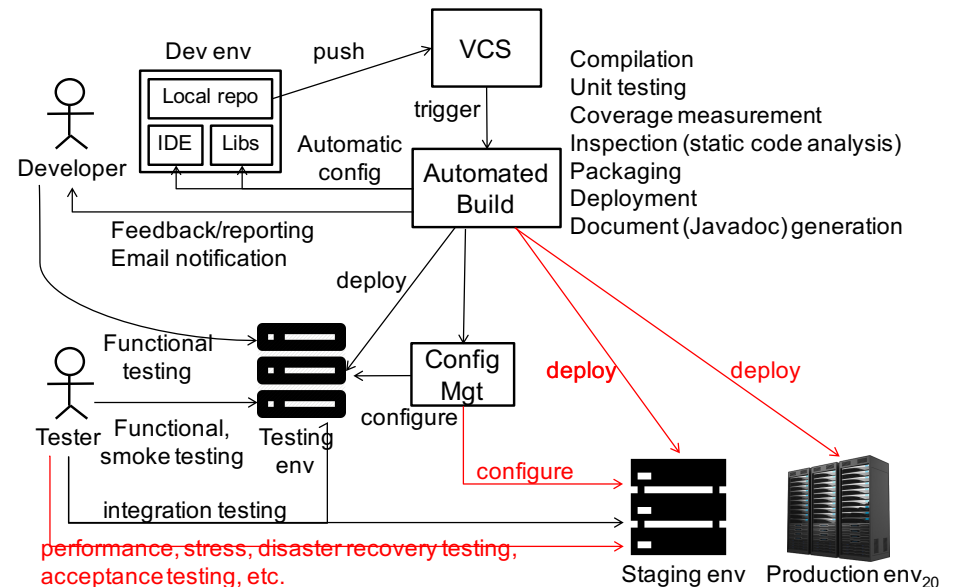 Dev env
push
VCS
Local repo
IDE
Libs
trigger
Compilation
Unit testing
Coverage measurement
Inspection (static code analysis)
Packaging
Deployment
Document (Javadoc) generation
Developer
Automatic
config
Automated
Build
Feedback/reporting
Email notification
deploy
Functional
testing
Config
Mgt
deploy
deploy
configure
Tester
Functional,
smoke testing
Testing
env
configure
integration testing
performance, stress, disaster recovery testing,
acceptance testing, etc.
Staging env
Production env
20